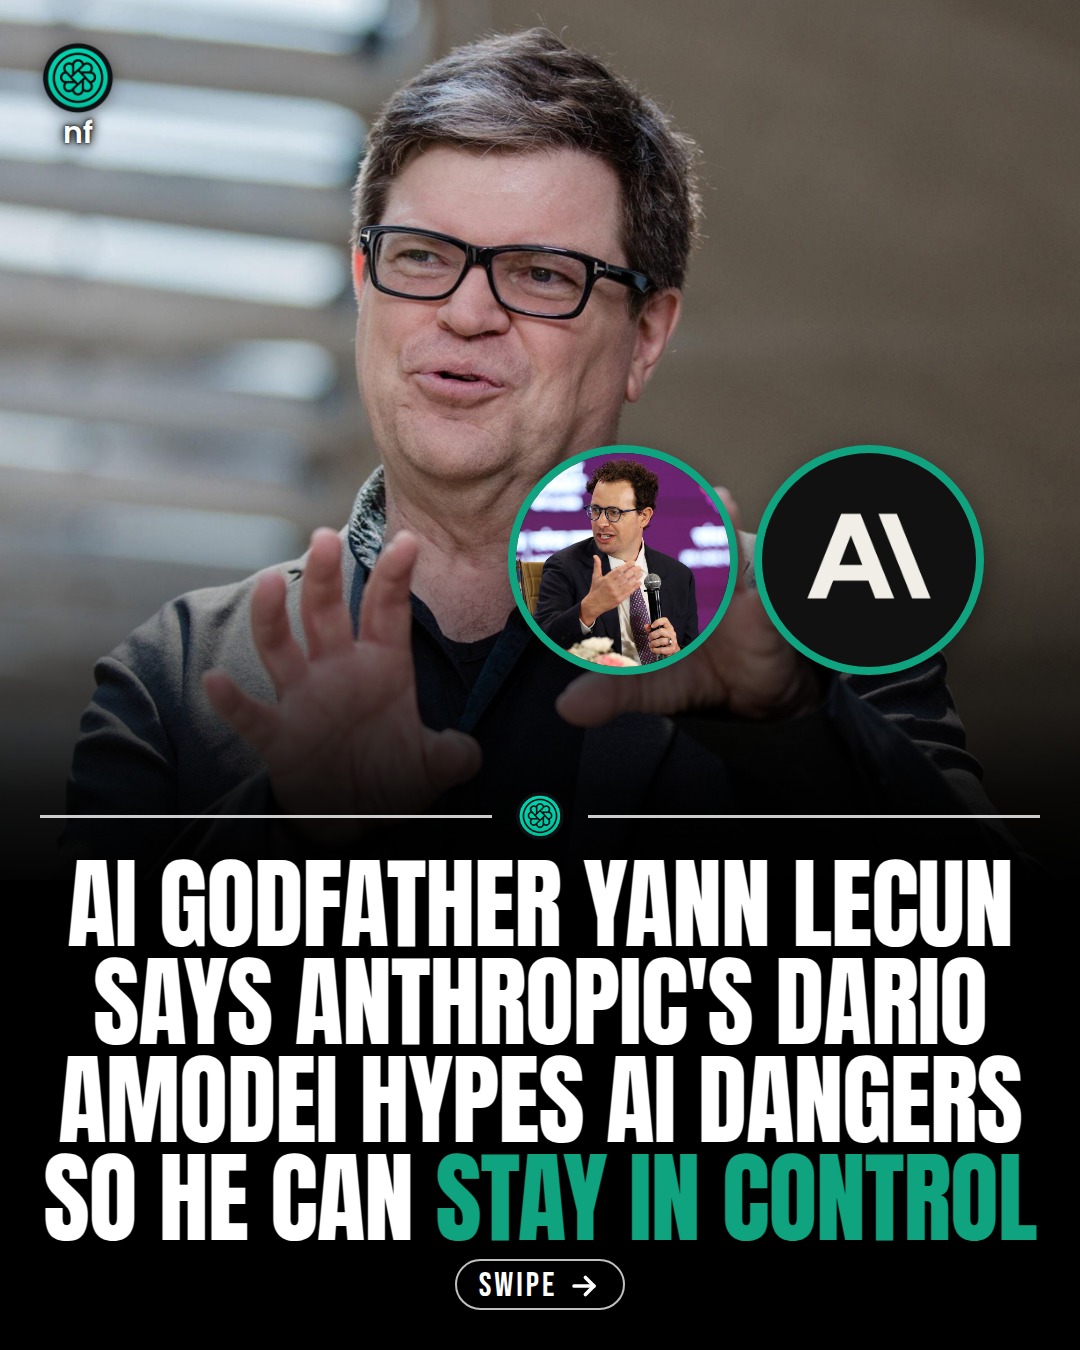 nf
AI
AI GODFATHER YANN LECUN
SAYS ANTHROPIC'S DARIO
AMODEI HYPES AI DANGERS
SO HE CAN STAY IN CONTROL
SWIPE →